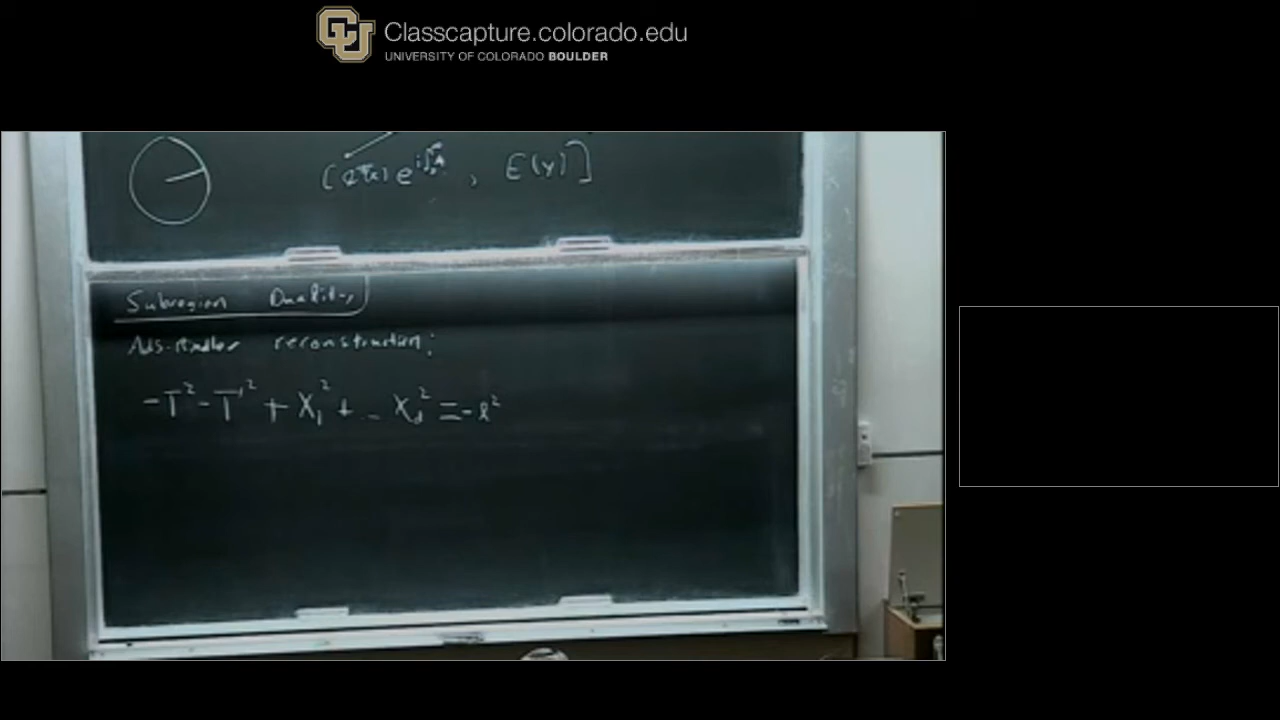 Classcapture.colorado.edu
UNIVERSITY OF COLORADO BOULDER
, E(y)]
Subregion Duality
AdS-Rindler reconstruction:
-T² - T'² + X₁² + ... X_d² = -ℓ²